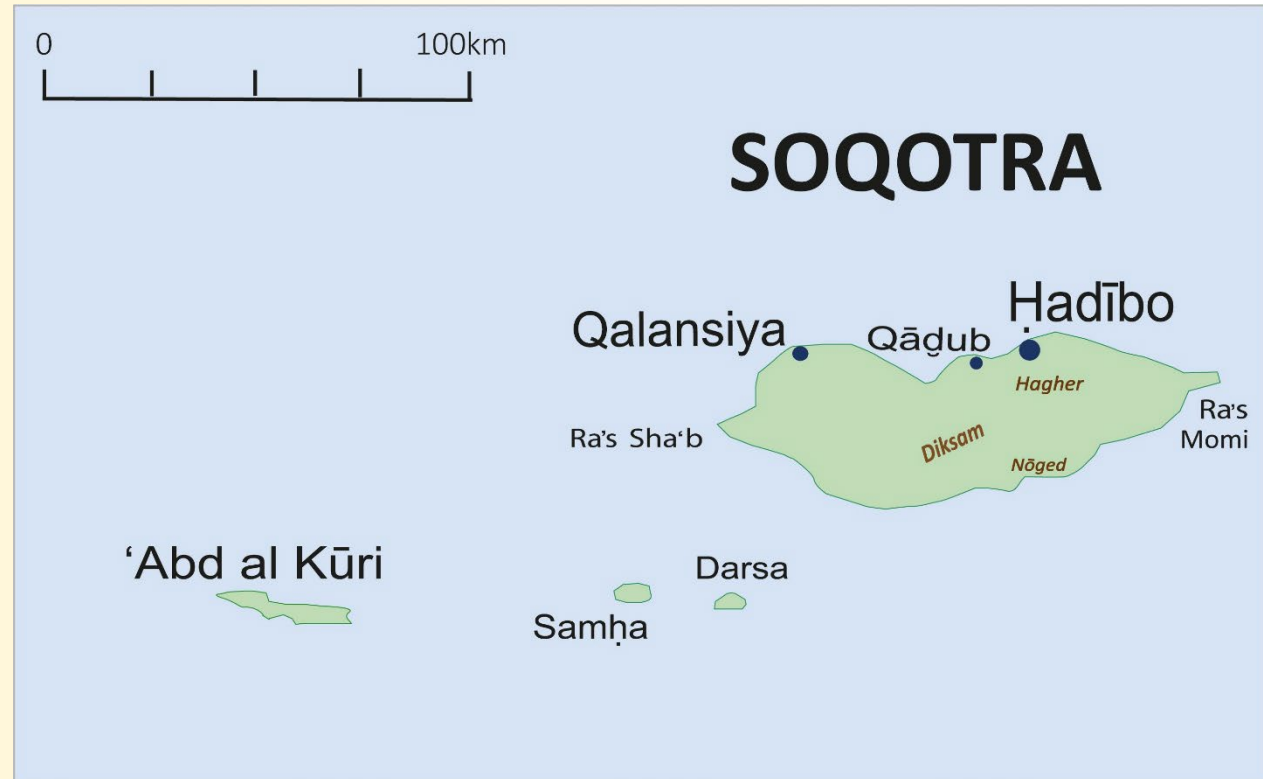 0 100km
SOQOTRA
Ḥadībo
Qalansiya
Qāḏub
Hagher
Ra's
Momi
Ra's Sha‘b
Diksam
Nōged
‘Abd al Kūri
Darsa
Samḥa